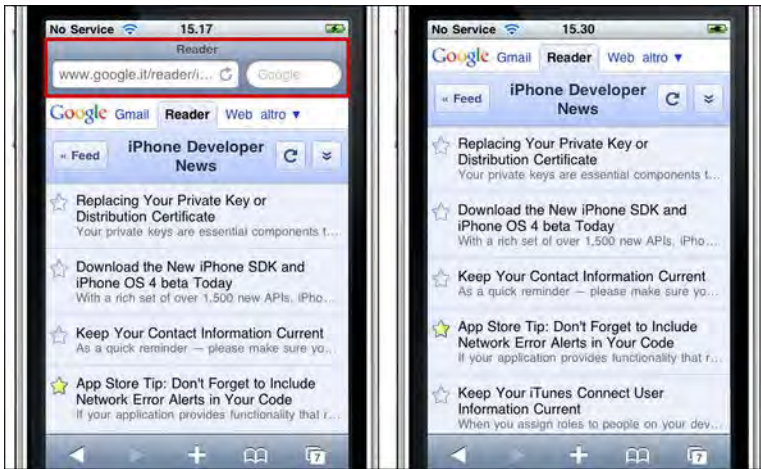 No Service 15.17
Reader
www.google.it/reader/i... Google
Google Gmail Reader Web altro ▼
« Feed
iPhone Developer
News
Replacing Your Private Key or
Distribution Certificate
Your private keys are essential components t...
Download the New iPhone SDK and
iPhone OS 4 beta Today
With a rich set of over 1,500 new APIs, iPho...
Keep Your Contact Information Current
As a quick reminder — please make sure yo...
App Store Tip: Don't Forget to Include
Network Error Alerts in Your Code
If your application provides functionality that r...
7
No Service 15.30
Google Gmail Reader Web altro ▼
« Feed
iPhone Developer
News
Replacing Your Private Key or
Distribution Certificate
Your private keys are essential components t...
Download the New iPhone SDK and
iPhone OS 4 beta Today
With a rich set of over 1,500 new APIs, iPho...
Keep Your Contact Information Current
As a quick reminder — please make sure yo...
App Store Tip: Don't Forget to Include
Network Error Alerts in Your Code
If your application provides functionality that r...
Keep Your iTunes Connect User
Information Current
When you assign roles to people on your dev...
7